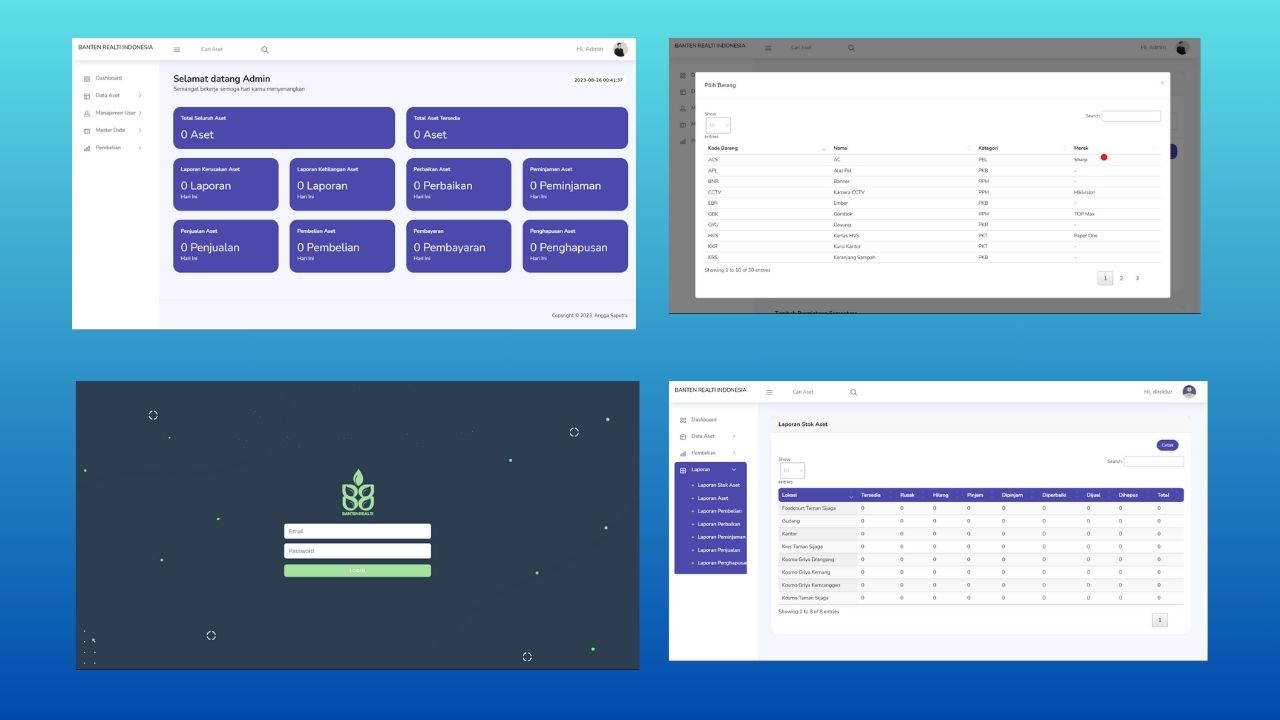 BANTEN REALTI INDONESIA
Cari Aset
Hi, Admin
Dashboard
Data Aset
Manajemen User
Master Data
Pembelian
Selamat datang Admin
Semangat bekerja semoga hari kamu menyenangkan
2023-08-26 00:41:37
Total Seluruh Aset
0 Aset
Total Aset Tersedia
0 Aset
Laporan Kerusakan Aset
0 Laporan
Hari Ini
Laporan Kehilangan Aset
0 Laporan
Hari Ini
Perbaikan Aset
0 Perbaikan
Hari Ini
Peminjaman Aset
0 Peminjaman
Hari Ini
Penjualan Aset
0 Penjualan
Hari Ini
Pembelian Aset
0 Pembelian
Hari Ini
Pembayaran
0 Pembayaran
Hari Ini
Penghapusan Aset
0 Penghapusan
Hari Ini
Copyright © 2023. Angga Saputra
BANTEN REALTI INDONESIA
Cari Aset
Hi, Admin
Pilih Barang
×
Show
10
entries
Search:
Kode Barang Nama Kategori Merek
ACS AC PEL Sharp
APL Alat Pel PKB -
BNR Banner PPM
CCTV Kamera CCTV PPM Hikivision
EBR Ember PKB -
GBK Gembok PPM TOP Max
GYG Gayung PKR
HVS Kertas HVS PKT Paper One
KKR Kursi Kantor PKT -
KRS Keranjang Sampah PKB
Showing 1 to 10 of 30 entries
1 2 3
BANTEN REALTI
Email
Password
LOGIN
BANTEN REALTI INDONESIA
Cari Aset
Hi, direktur
Dashboard
Data Aset
Pembelian
Laporan
Laporan Stok Aset
Laporan Aset
Laporan Pembelian
Laporan Perbaikan
Laporan Peminjaman
Laporan Penjualan
Laporan Penghapusa
Laporan Stok Aset
Cetak
Show
10
entries
Search:
Lokasi Tersedia Rusak Hilang Pinjam Dipinjam Diperbaiki Dijual Dihapus Total
Foodcourt Taman Sijaga 0 0 0 0 0 0 0 0 0
Gudang 0 0 0 0 0 0 0 0 0
Kantor 0 0 0 0 0 0 0 0 0
Kios Taman Sijaga 0 0 0 0 0 0 0 0 0
Kosmo Griya Drangong 0 0 0 0 0 0 0 0 0
Kosmo Griya Kemang 0 0 0 0 0 0 0 0 0
Kosmo Griya Kemranggen 0 0 0 0 0 0 0 0 0
Kosmo Taman Sijaga 0 0 0 0 0 0 0 0 0
Showing 1 to 8 of 8 entries
1